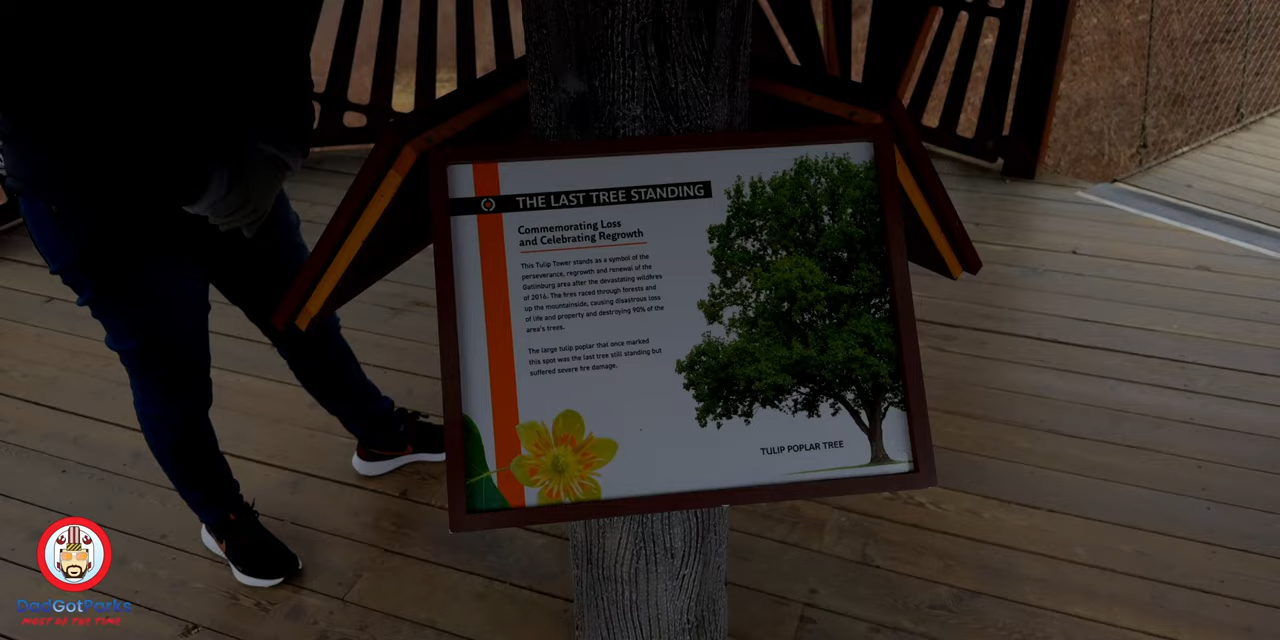 THE LAST TREE STANDING
Commemorating Loss
and Celebrating Regrowth
This Tulip Tower stands as a symbol of the
perseverance, regrowth and renewal of the
Gatlinburg area after the devastating wildfires
of 2016. The fires raced through forests and
up the mountainside, causing disastrous loss
of life and property and destroying 90% of the
area's trees.
The large tulip poplar that once marked
this spot was the last tree still standing but
suffered severe fire damage.
TULIP POPLAR TREE
DadGotParks
MOST OF THE TIME